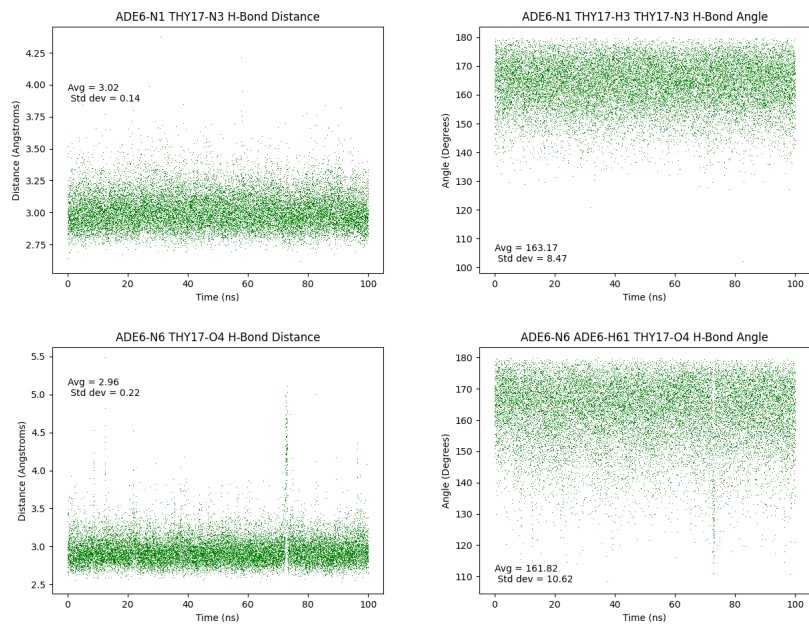 ADE6-N1 THY17-N3 H-Bond Distance
4.25
4.00
3.75
3.50
3.25
3.00
2.75
Distance (Angstroms)
Avg = 3.02
Std dev = 0.14
0
20
40
60
80
100
Time (ns)
ADE6-N1 THY17-H3 THY17-N3 H-Bond Angle
180
170
160
150
140
130
120
110
100
Angle (Degrees)
Avg = 163.17
Std dev = 8.47
0
20
40
60
80
100
Time (ns)
ADE6-N6 THY17-O4 H-Bond Distance
5.5
5.0
4.5
4.0
3.5
3.0
2.5
Distance (Angstroms)
Avg = 2.96
Std dev = 0.22
0
20
40
60
80
100
Time (ns)
ADE6-N6 ADE6-H61 THY17-O4 H-Bond Angle
180
170
160
150
140
130
120
110
Angle (Degrees)
Avg = 161.82
Std dev = 10.62
0
20
40
60
80
100
Time (ns)